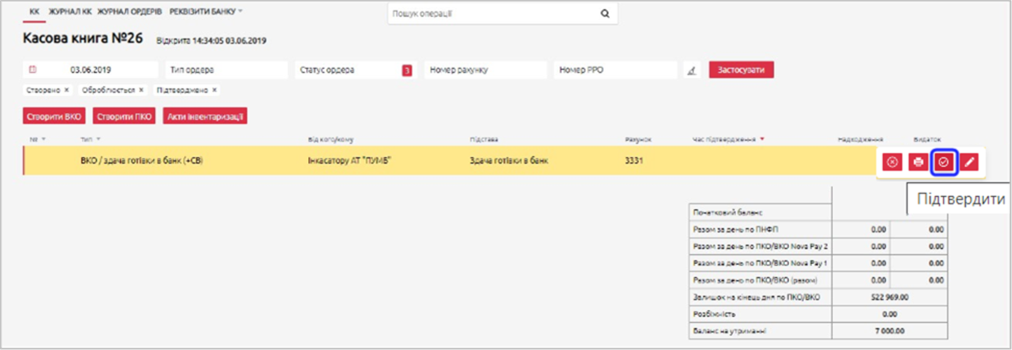 КК ЖУРНАЛ КК ЖУРНАЛ ОРДЕРІВ РЕКВІЗИТИ БАНКУ
Пошук операції
Касова книга №26 Відкрита 14:34:05 03.06.2019
03.06.2019 Тип ордера Статус ордера 3 Номер рахунку Номер РРО Застосувати
Створено × Обробляється × Підтверджено ×
Створити ВКО Створити ПКО Акти інвентаризації
№ Тип Від кого/кому Підстава Рахунок Час підтвердження Надходження Видаток
ВКО / здача готівки в банк (+СВ) Інкасатору АТ "ПУМБ" Здача готівки в банк 3331
Підтвердити
Початковий баланс
Разом за день по ПНФП 0.00 0.00
Разом за день по ПКО/ВКО Nova Pay 2 0.00 0.00
Разом за день по ПКО/ВКО Nova Pay 1 0.00 0.00
Разом за день по ПКО/ВКО (разом) 0.00 0.00
Залишок на кінець дня по ПКО/ВКО 522 969.00
Розбіжність 0.00
Баланс на утриманні 7 000.00